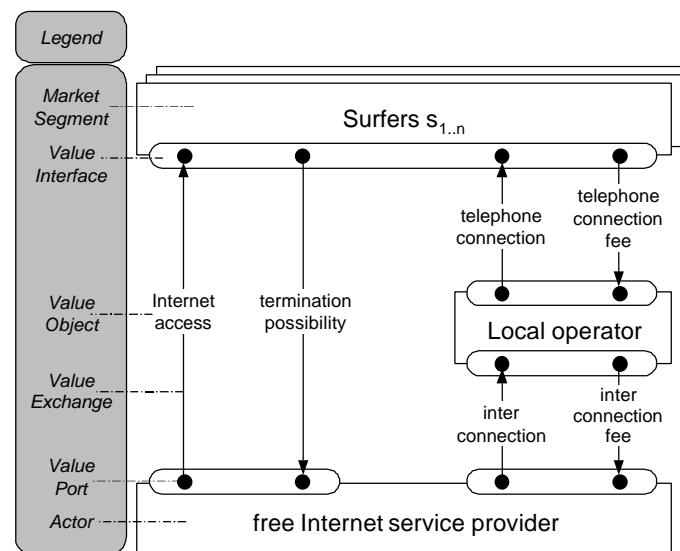 Legend
Market
Segment
Value
Interface
Value
Object
Value
Exchange
Value
Port
Actor
Surfers s1..n
Internet
access
termination
possibility
telephone
connection
telephone
connection
fee
Local operator
inter
connection
inter
connection
fee
free Internet service provider